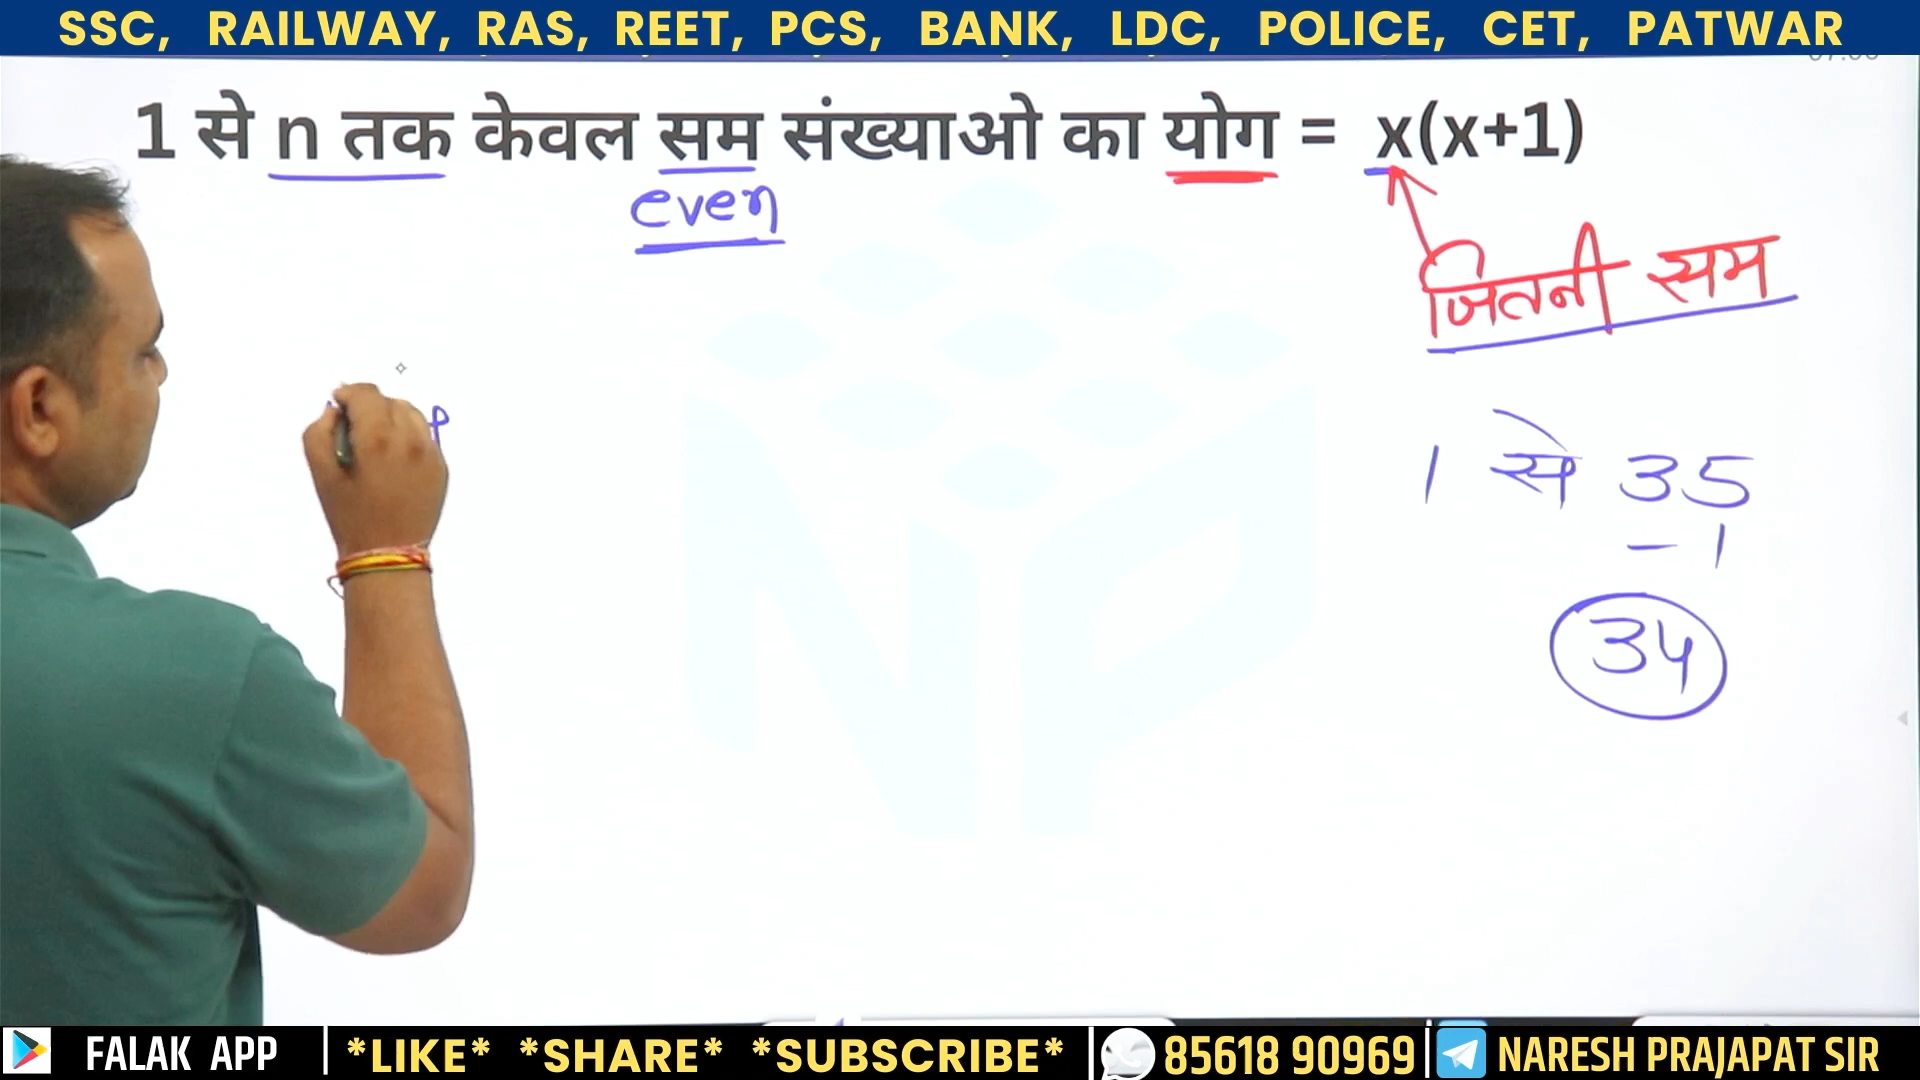 SSC, RAILWAY, RAS, REET, PCS, BANK, LDC, POLICE, CET, PATWAR
1 से n तक केवल सम संख्याओ का योग = x(x+1)
even
जितनी सम
1 से 35
– 1
34
NP
FALAK APP *LIKE* *SHARE* *SUBSCRIBE* 85618 90969 NARESH PRAJAPAT SIR